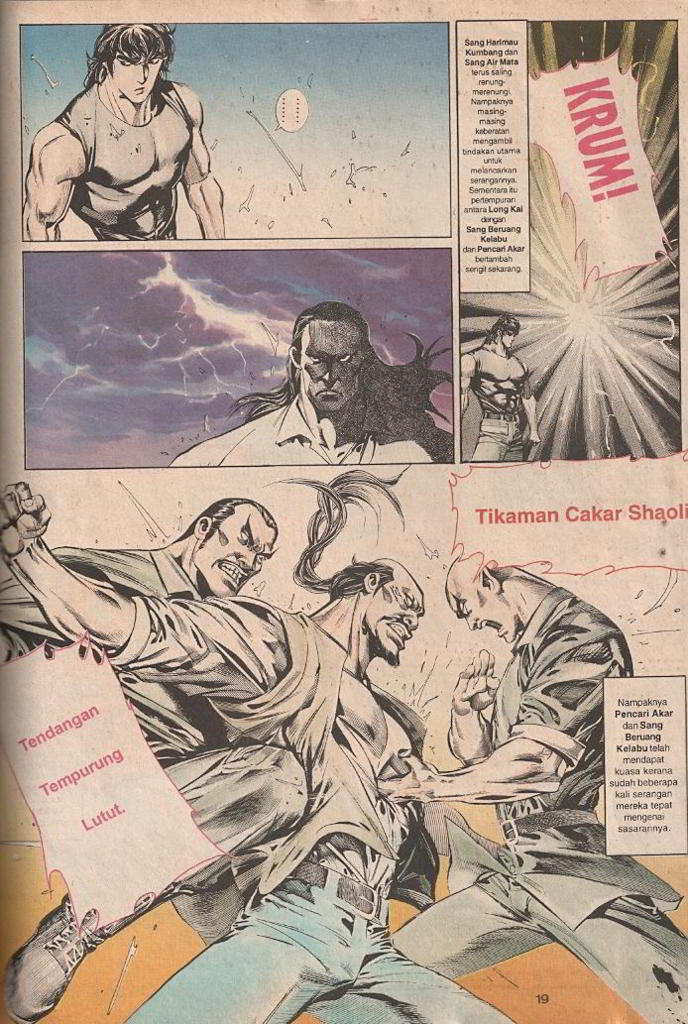 ......
Sang Harimau
Kumbang dan
Sang Air Mata
terus saling
renung-
merenungi.
Nampaknya
masing-
masing
keberatan
mengambil
tindakan utama
untuk
melancarkan
serangannya.
Sementara itu
pertempuran
antara Long Kai
dengan
Sang Beruang
Kelabu
dan Pencari Akar
bertambah
sengit sekarang.
KRUM!
Tikaman Cakar Shaoli
Tendangan
Tempurung
Lutut.
Nampaknya
Pencari Akar
dan Sang
Beruang
Kelabu telah
mendapat
kuasa kerana
sudah beberapa
kali serangan
mereka tepat
mengenai
sasarannya.
19